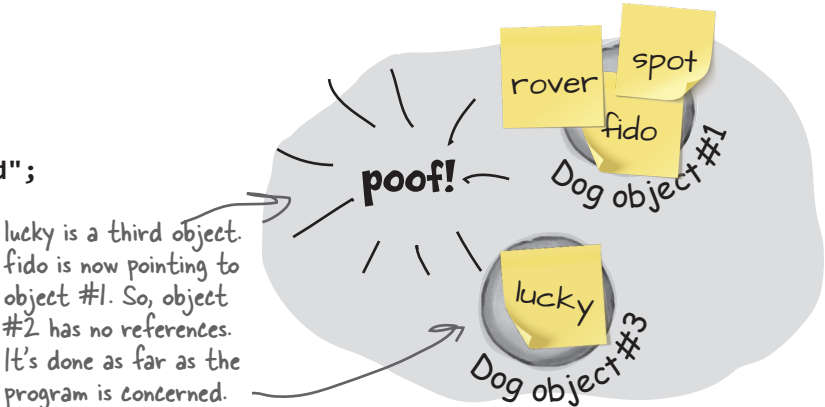 d";
lucky is a third object.
fido is now pointing to
object #1. So, object
#2 has no references.
It's done as far as the
program is concerned.
poof!
rover
spot
fido
Dog object#1
lucky
Dog object#3